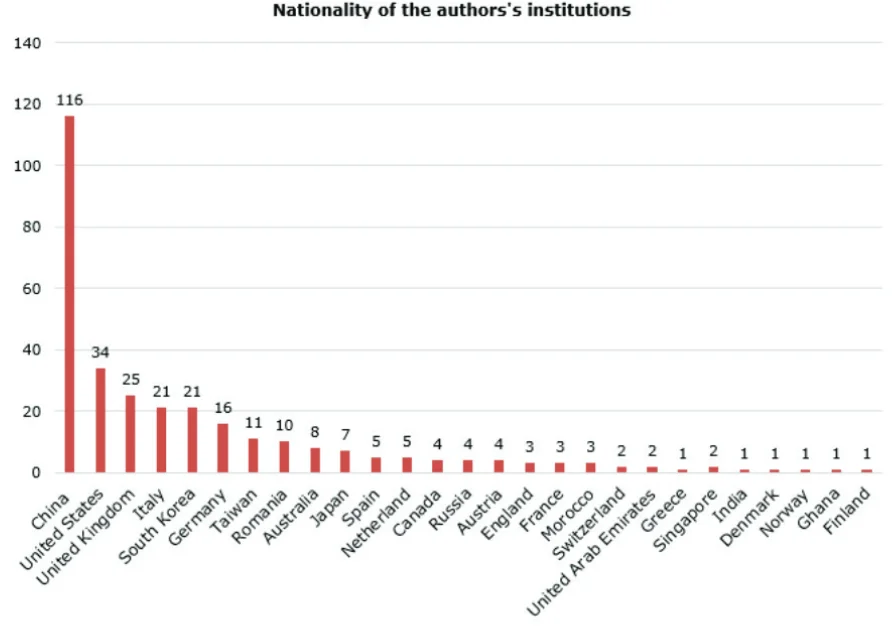 Nationality of the authors's institutions
140
120
100
80
60
40
20
0
116
34
25
21
21
16
11
10
8
7
5
5
4
4
4
3
3
3
2
2
1
2
1
1
1
1
1
China
United States
United Kingdom
Italy
South Korea
Germany
Taiwan
Romania
Australia
Japan
Spain
Netherland
Canada
Russia
Austria
England
France
Morocco
Switzerland
United Arab Emirates
Greece
Singapore
India
Denmark
Norway
Ghana
Finland